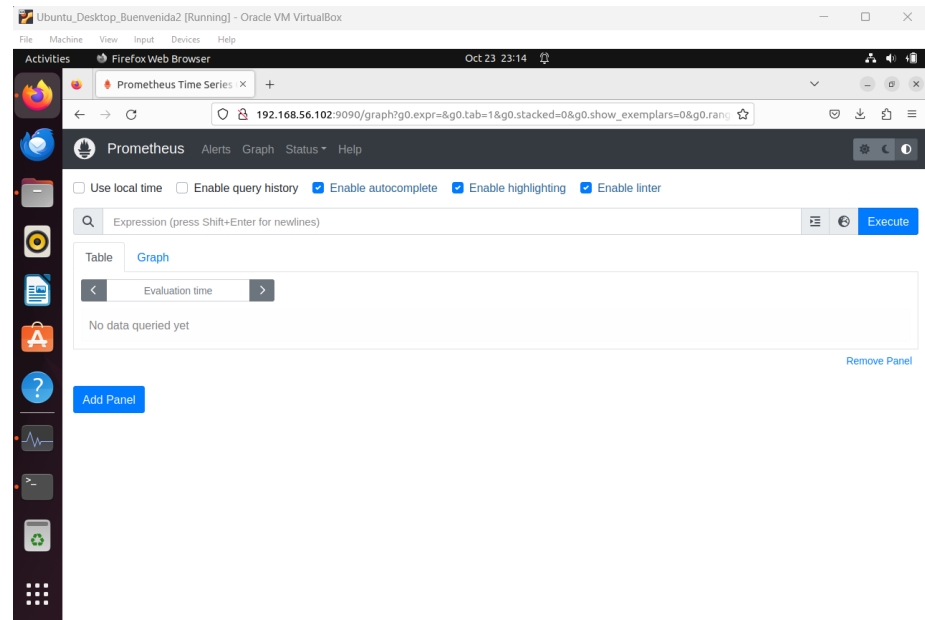 Ubuntu_Desktop_Buenvenida2 [Running] - Oracle VM VirtualBox
File Machine View Input Devices Help
Activities Firefox Web Browser Oct 23 23:14
Prometheus Time Series
192.168.56.102:9090/graph?g0.expr=&g0.tab=1&g0.stacked=0&g0.show_exemplars=0&g0.rang
Prometheus Alerts Graph Status Help
Use local time Enable query history Enable autocomplete Enable highlighting Enable linter
Expression (press Shift+Enter for newlines) Execute
Table Graph
Evaluation time
No data queried yet
Remove Panel
Add Panel